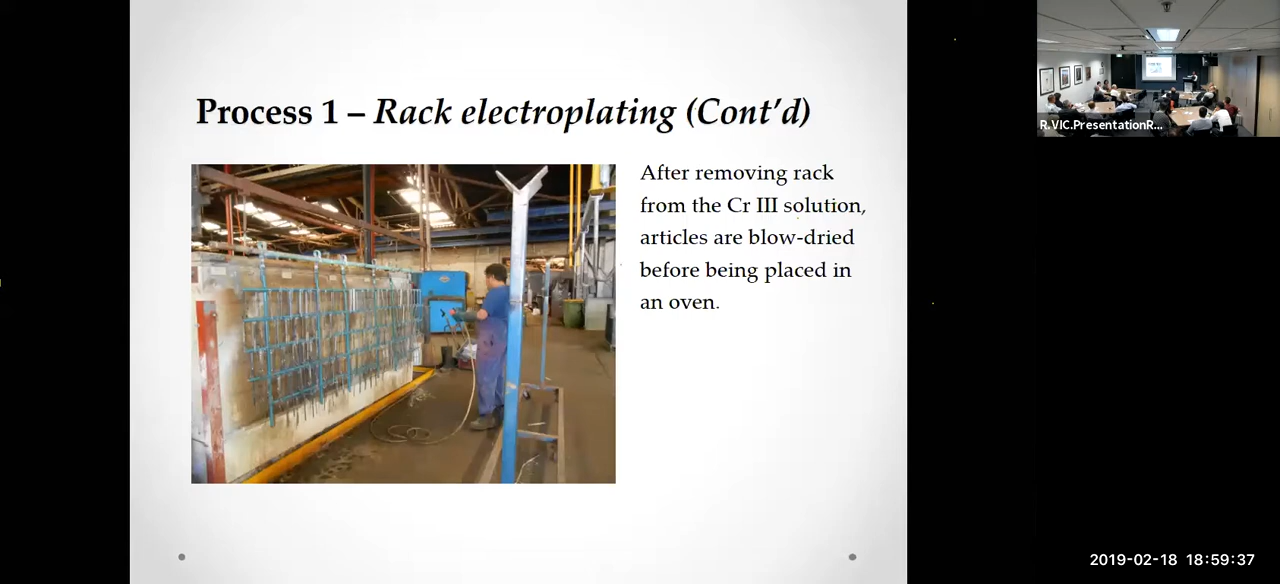 Process 1 – Rack electroplating (Cont’d)
After removing rack
from the Cr III solution,
articles are blow-dried
before being placed in
an oven.
R.VIC.PresentationR...
2019-02-18 18:59:37